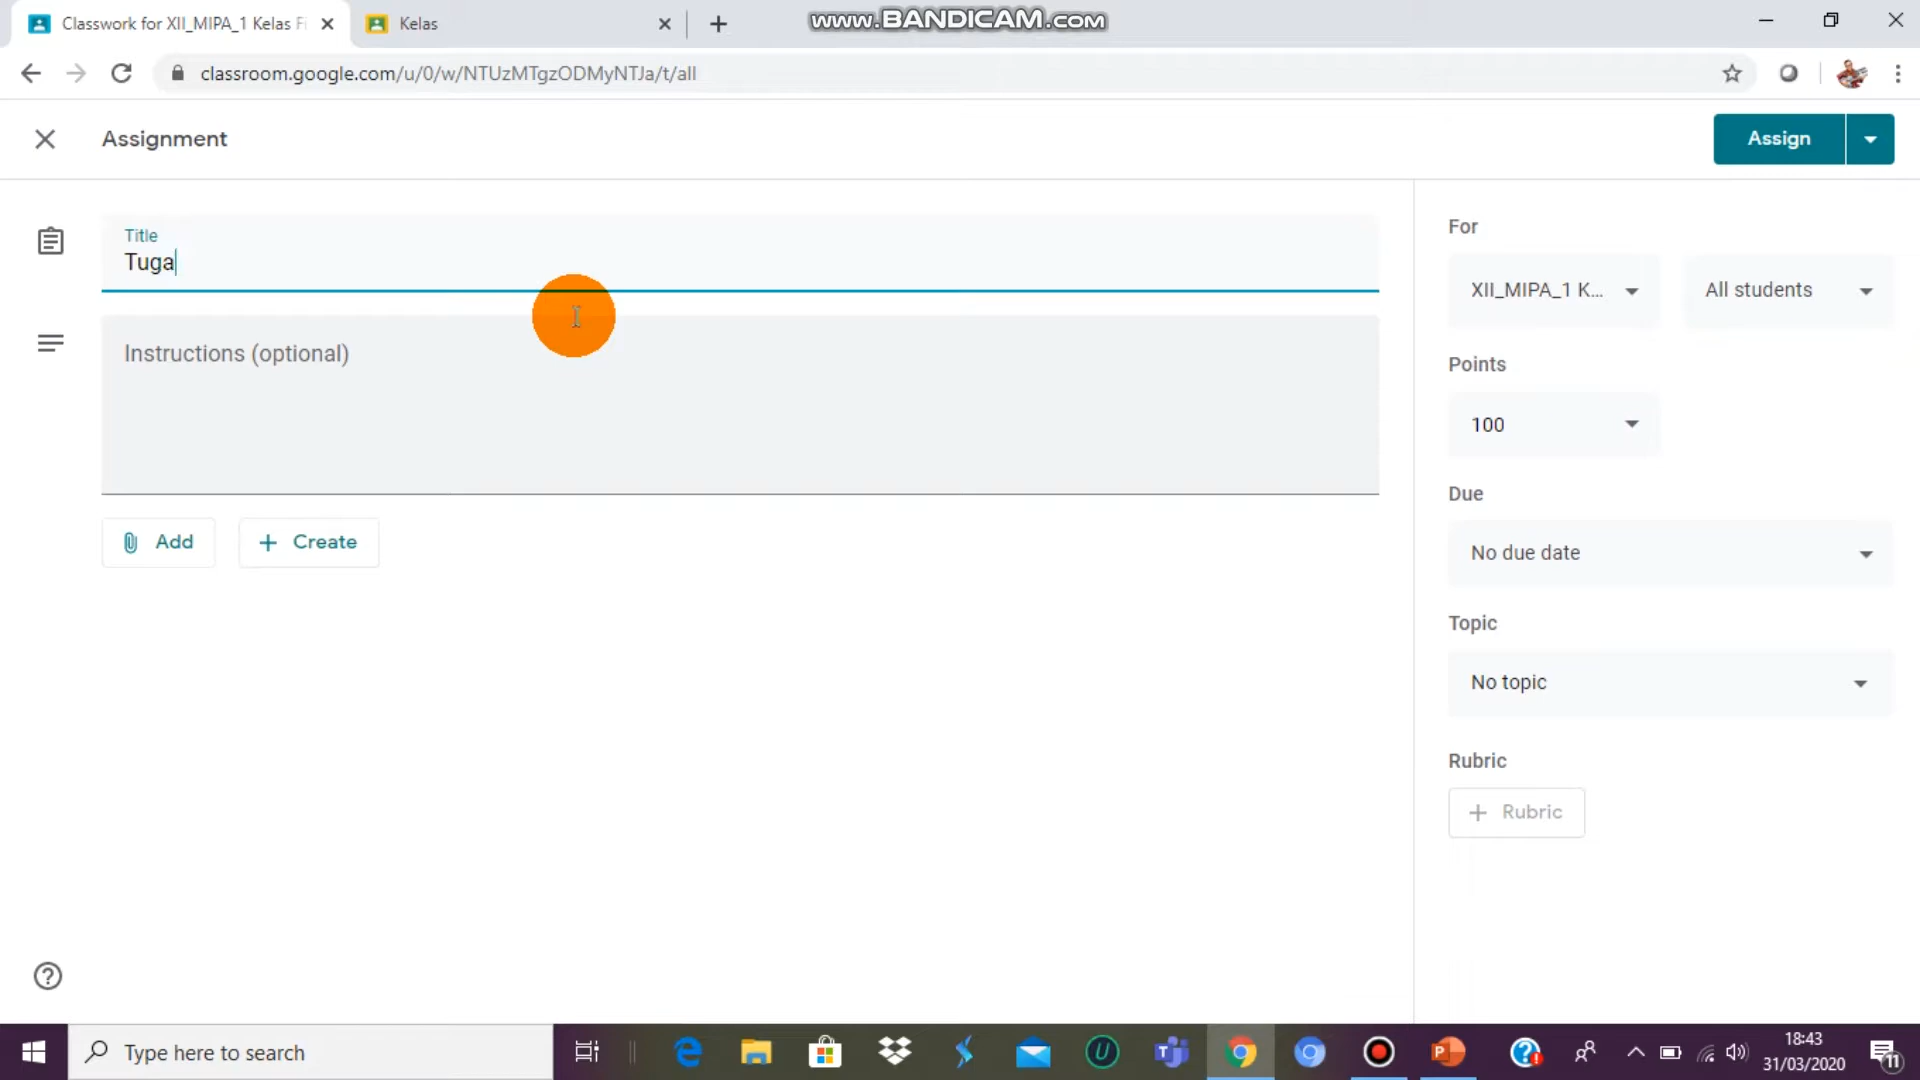 Classwork for XII_MIPA_1 Kelas Fi
Kelas
www.BANDICAM.com
classroom.google.com/u/0/w/NTUzMTgzODMyNTJa/t/all
Assignment
Assign
Title
Tuga
Instructions (optional)
Add
Create
For
XII_MIPA_1 K...
All students
Points
100
Due
No due date
Topic
No topic
Rubric
Rubric
Type here to search
18:43
31/03/2020
11